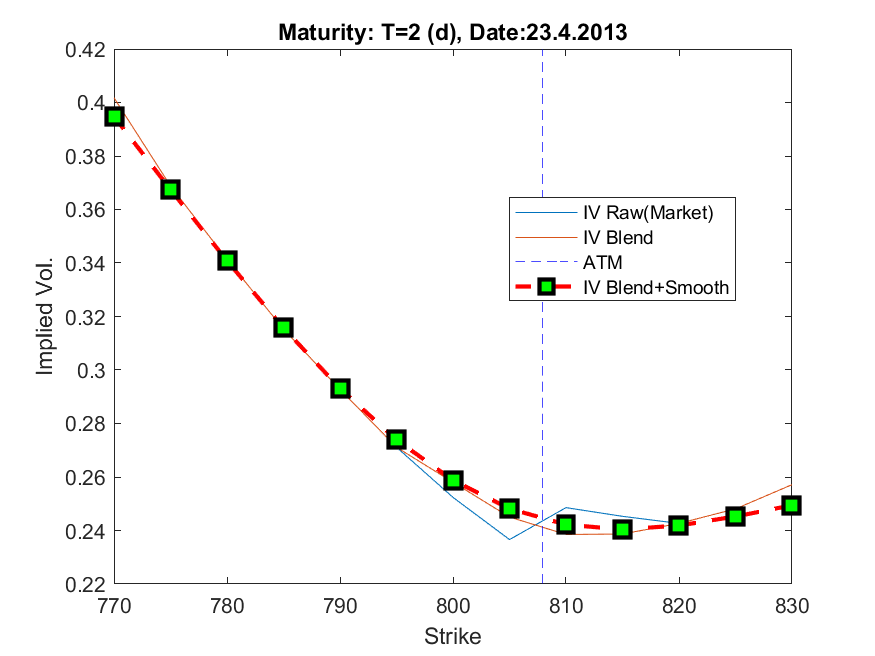 Maturity: T=2 (d), Date:23.4.2013
0.42
0.4
0.38
0.36
0.34
0.32
0.3
0.28
0.26
0.24
0.22
Implied Vol.
IV Raw(Market)
IV Blend
ATM
IV Blend+Smooth
770 780 790 800 810 820 830
Strike